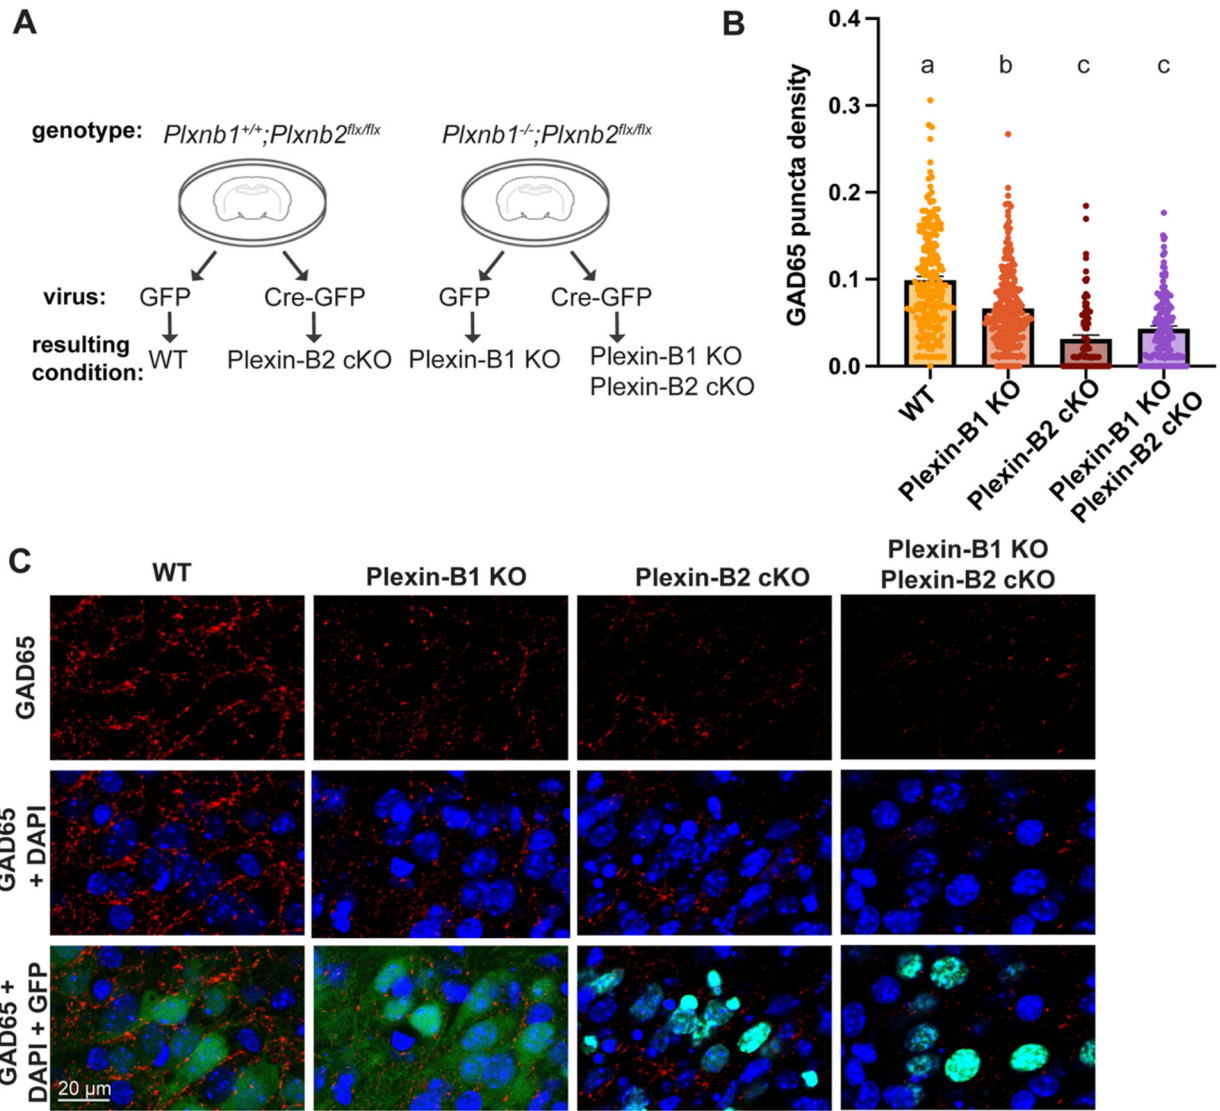 A
genotype: Plxnb1+/+;Plxnb2flx/flx Plxnb1-/-;Plxnb2flx/flx
virus: GFP Cre-GFP GFP Cre-GFP
resulting
condition: WT Plexin-B2 cKO Plexin-B1 KO Plexin-B1 KO
Plexin-B2 cKO
B
GAD65 puncta density
0.4
0.3
0.2
0.1
0.0
a b c c
WT
Plexin-B1 KO
Plexin-B2 cKO
Plexin-B1 KO
Plexin-B2 cKO
C
WT Plexin-B1 KO Plexin-B2 cKO Plexin-B1 KO
Plexin-B2 cKO
GAD65
GAD65
+ DAPI
GAD65 +
DAPI + GFP
20 μm